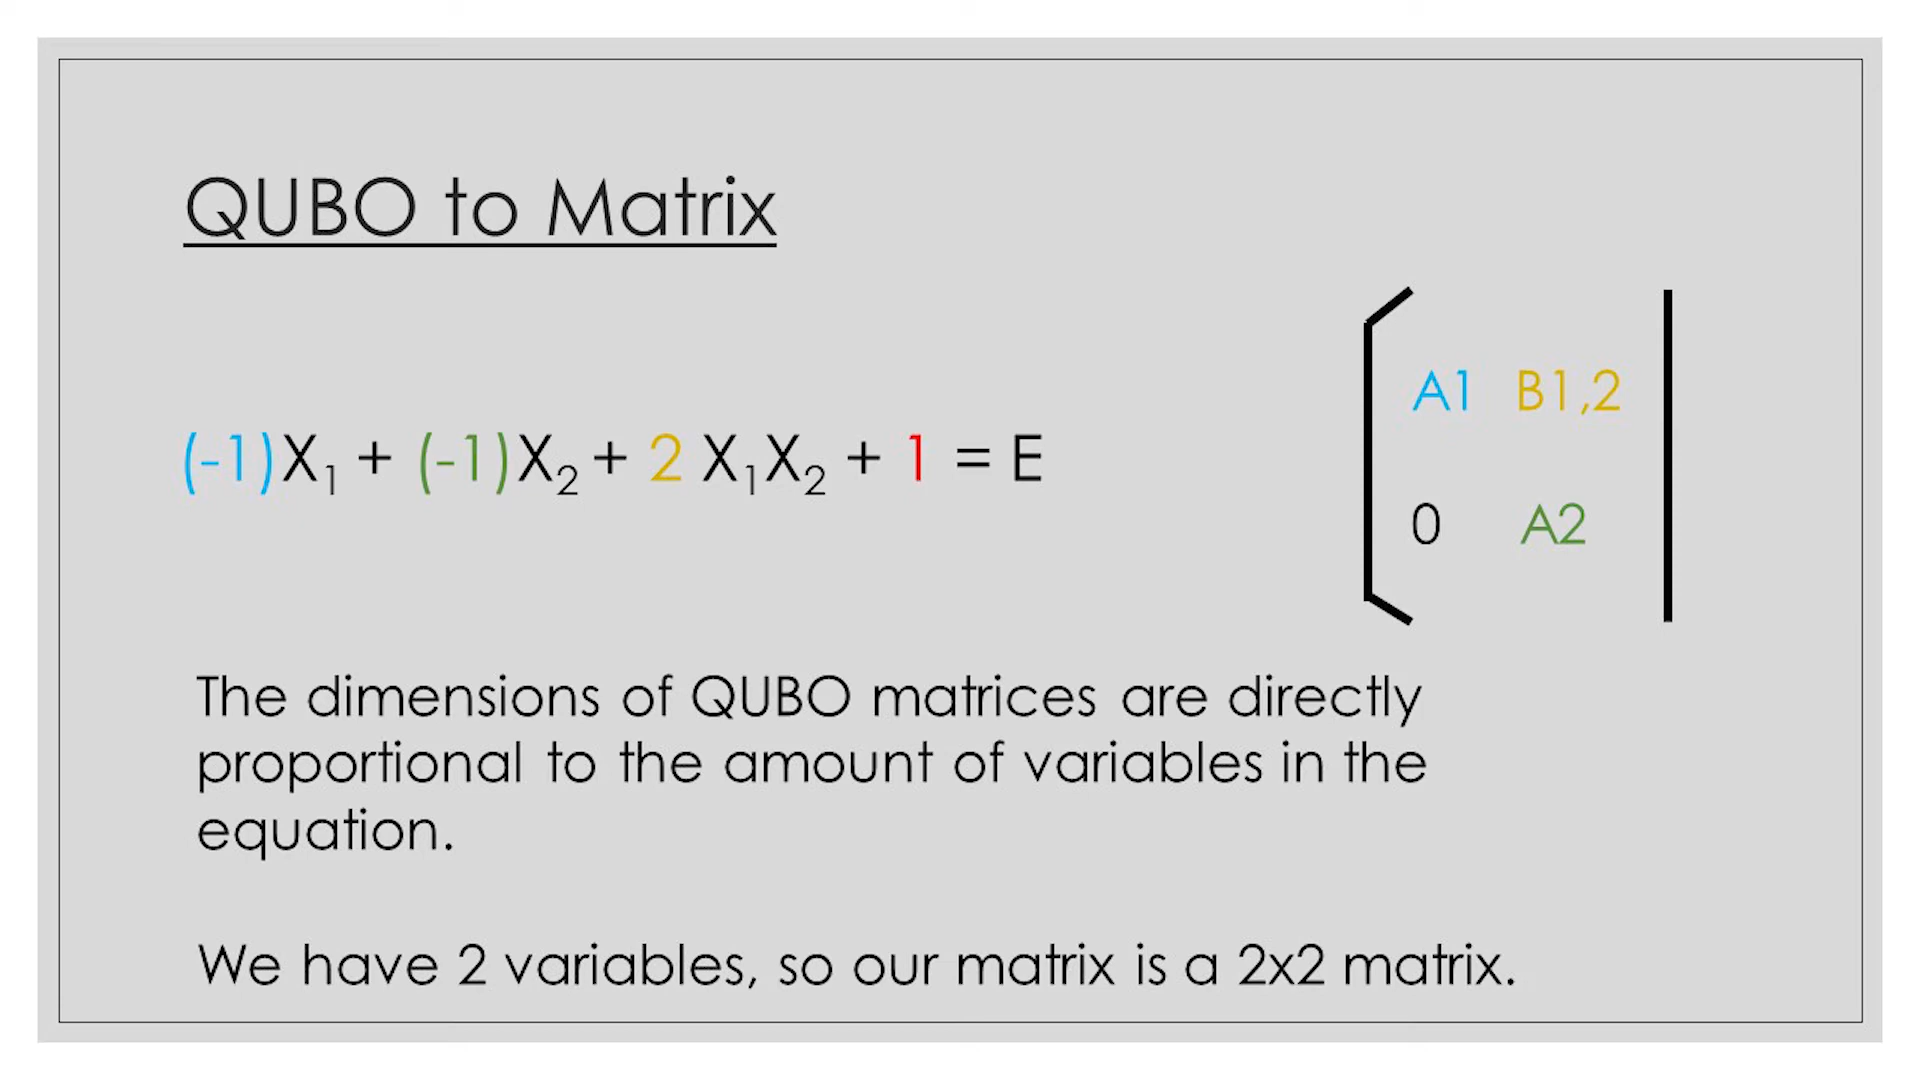 QUBO to Matrix
(-1)X₁ + (-1)X₂ + 2 X₁X₂ + 1 = E
A1 B1,2
0 A2
The dimensions of QUBO matrices are directly
proportional to the amount of variables in the
equation.
We have 2 variables, so our matrix is a 2x2 matrix.